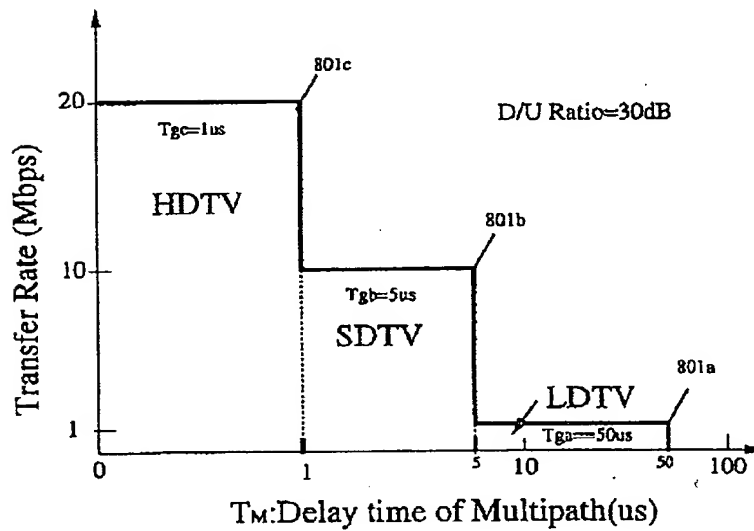 801c
20
Tgc=1us
D/U Ratio=30dB
HDTV
Transfer Rate (Mbps)
801b
10
Tgb=5us
SDTV
801a
LDTV
1
Tga=50us
0 1 5 10 50 100
TM:Delay time of Multipath(us)